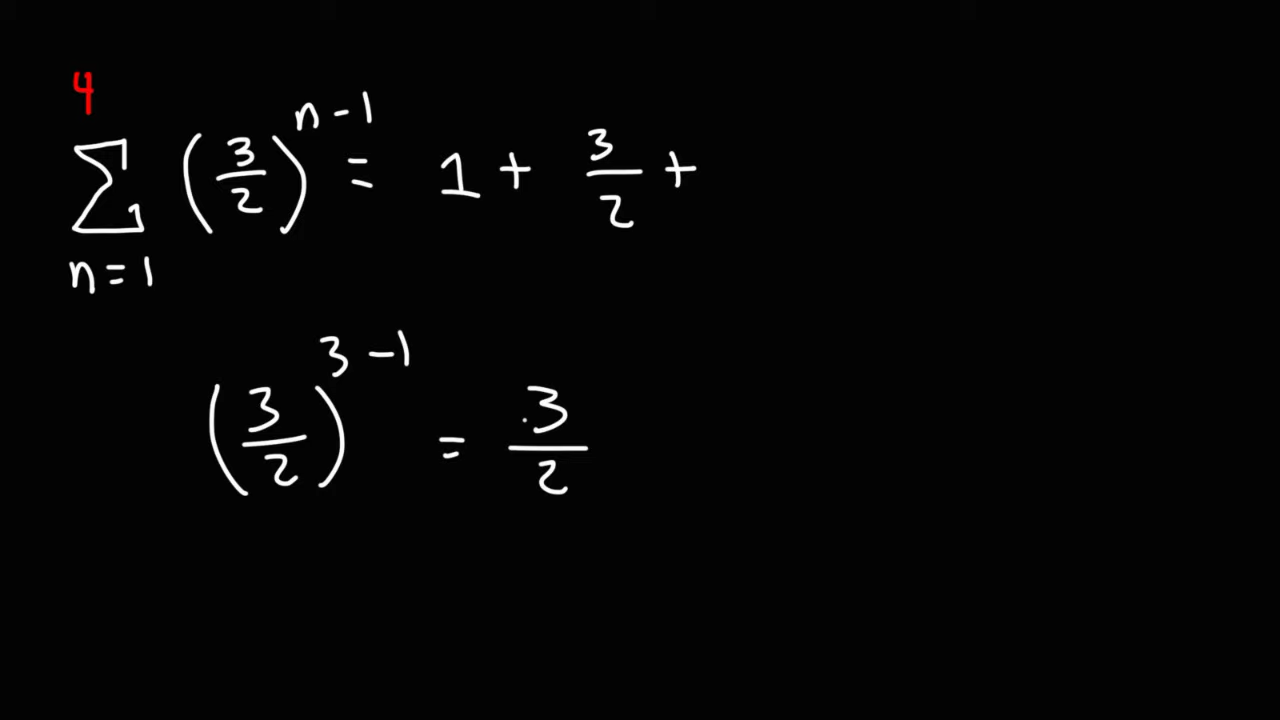 4
∑ (3/2)^(n-1) = 1 + 3/2 +
n = 1
(3/2)^(3-1) = 3/2